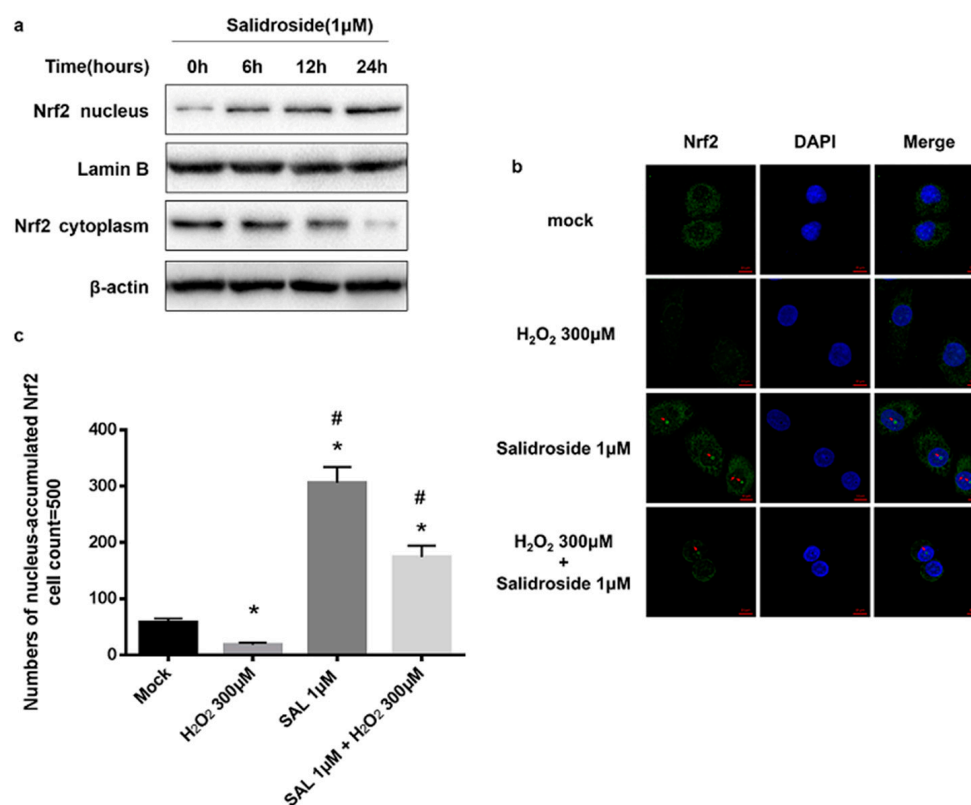 a
Salidroside(1μM)
Time(hours) 0h 6h 12h 24h
Nrf2 nucleus
Lamin B
Nrf2 cytoplasm
β-actin
b
Nrf2 DAPI Merge
mock
H₂O₂ 300μM
Salidroside 1μM
H₂O₂ 300μM
+
Salidroside 1μM
c
Numbers of nucleus-accumulated Nrf2
cell count=500
400
300
200
100
0
*
#
*
#
*
Mock
H₂O₂ 300μM
SAL 1μM
SAL 1μM + H₂O₂ 300μM